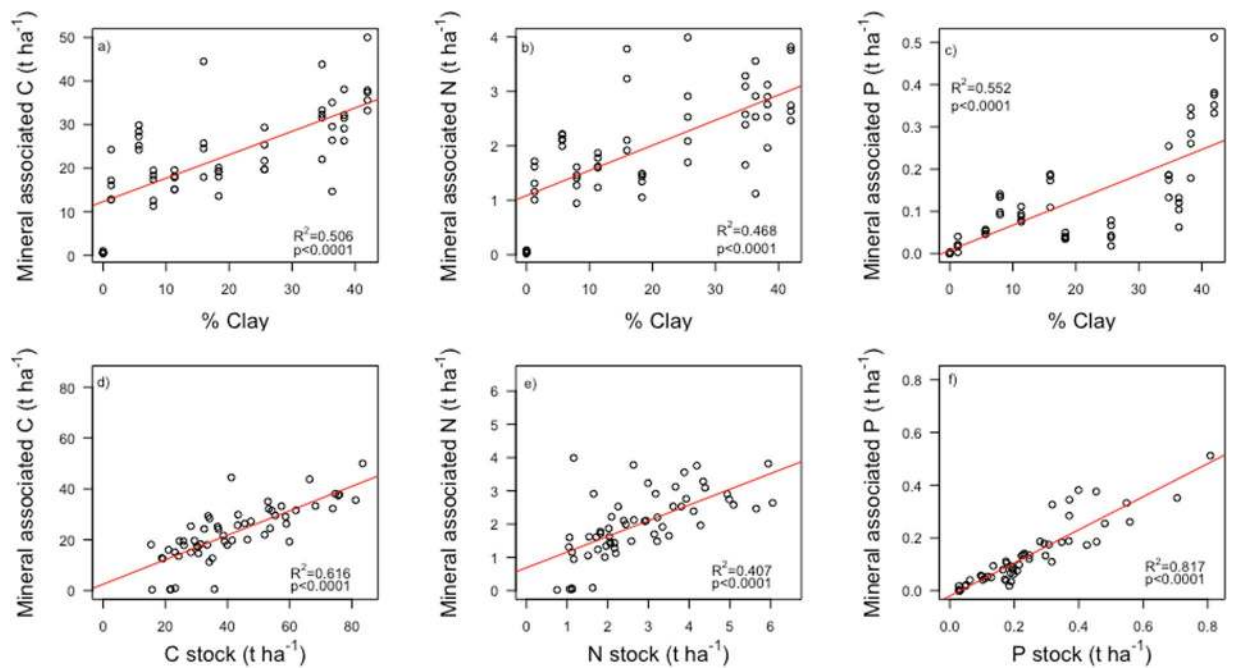 a)
Mineral associated C (t ha⁻¹)
50
40
30
20
10
0
R²=0.506
p<0.0001
0 10 20 30 40
% Clay
b)
Mineral associated N (t ha⁻¹)
4
3
2
1
0
R²=0.468
p<0.0001
0 10 20 30 40
% Clay
c)
Mineral associated P (t ha⁻¹)
0.5
0.4
0.3
0.2
0.1
0.0
R²=0.552
p<0.0001
0 10 20 30 40
% Clay
d)
Mineral associated C (t ha⁻¹)
80
60
40
20
0
R²=0.616
p<0.0001
0 20 40 60 80
C stock (t ha⁻¹)
e)
Mineral associated N (t ha⁻¹)
6
5
4
3
2
1
0
R²=0.407
p<0.0001
0 1 2 3 4 5 6
N stock (t ha⁻¹)
f)
Mineral associated P (t ha⁻¹)
0.8
0.6
0.4
0.2
0.0
R²=0.817
p<0.0001
0.0 0.2 0.4 0.6 0.8
P stock (t ha⁻¹)